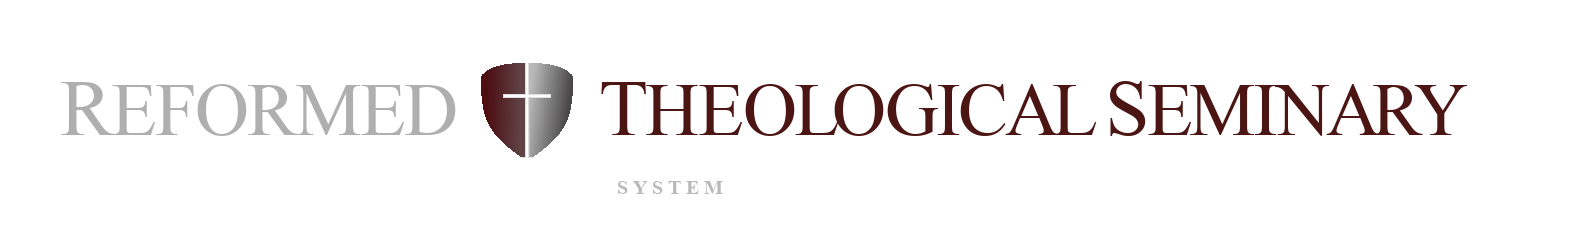 REFORMED THEOLOGICAL SEMINARY
SYSTEM